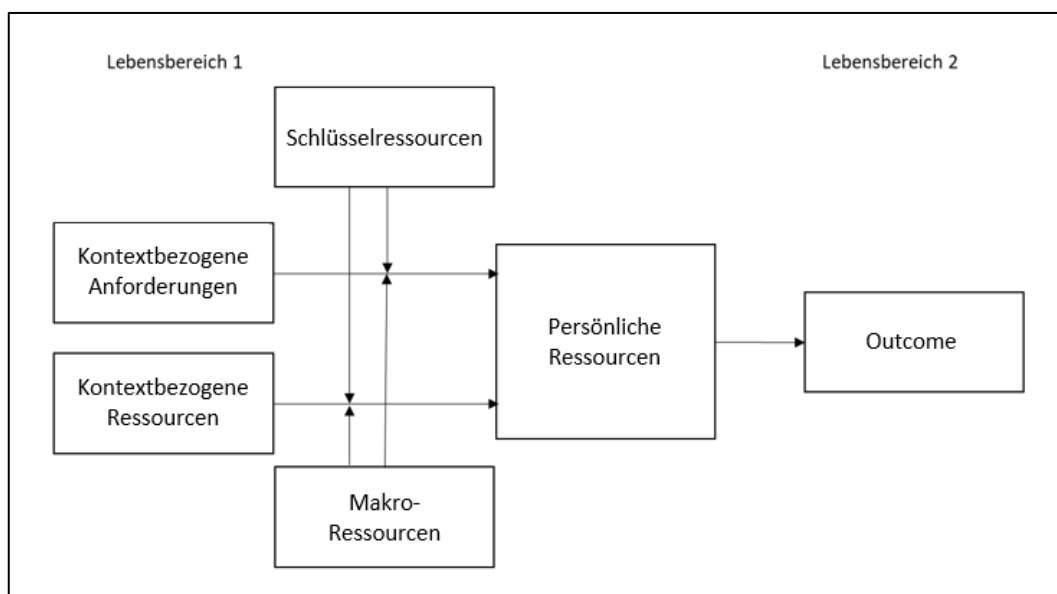 Lebensbereich 1
Lebensbereich 2
Schlüsselressourcen
Kontextbezogene
Anforderungen
Persönliche
Ressourcen
Outcome
Kontextbezogene
Ressourcen
Makro-
Ressourcen